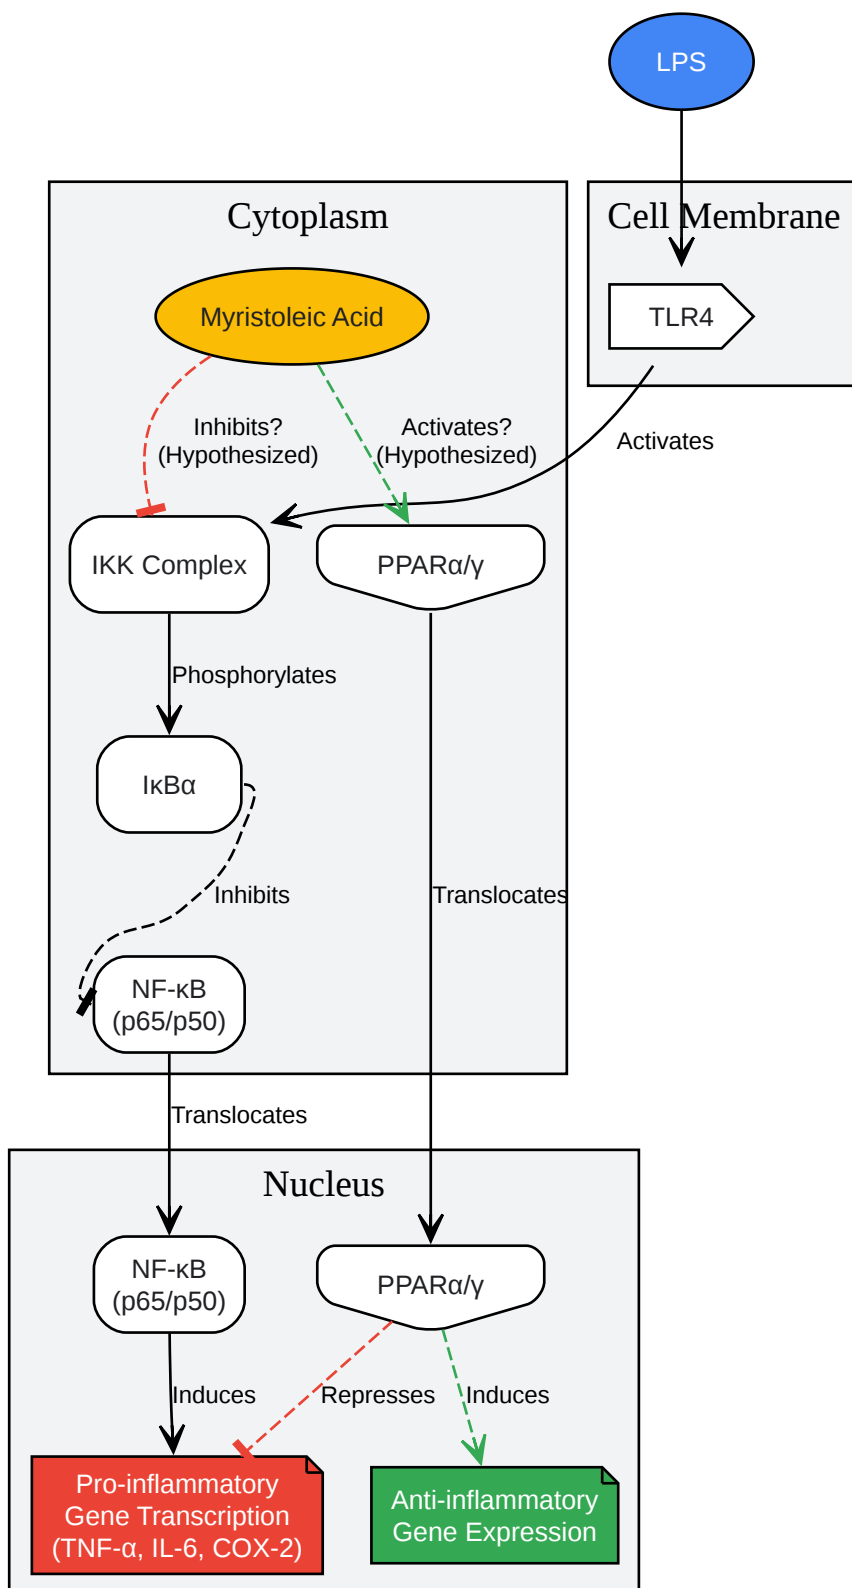 LPS
Cytoplasm
Cell Membrane
Myristoleic Acid
TLR4
Inhibits?
(Hypothesized)
Activates?
(Hypothesized)
Activates
IKK Complex
PPARα/γ
Phosphorylates
IκBα
Inhibits
Translocates
NF-κB
(p65/p50)
Translocates
Nucleus
NF-κB
(p65/p50)
PPARα/γ
Induces
Represses
Induces
Pro-inflammatory
Gene Transcription
(TNF-α, IL-6, COX-2)
Anti-inflammatory
Gene Expression